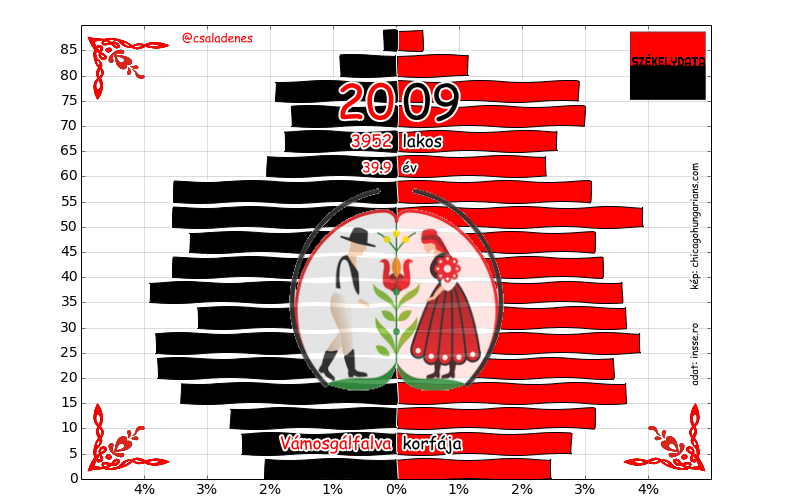 @csaladenes
SZÉKELYDATA
2009
3952 lakos
39.9 év
kép: chicagohungarians.com
adat: insse.ro
Vámosgálfalva korfája
85
80
75
70
65
60
55
50
45
40
35
30
25
20
15
10
5
0
4% 3% 2% 1% 0% 1% 2% 3% 4%